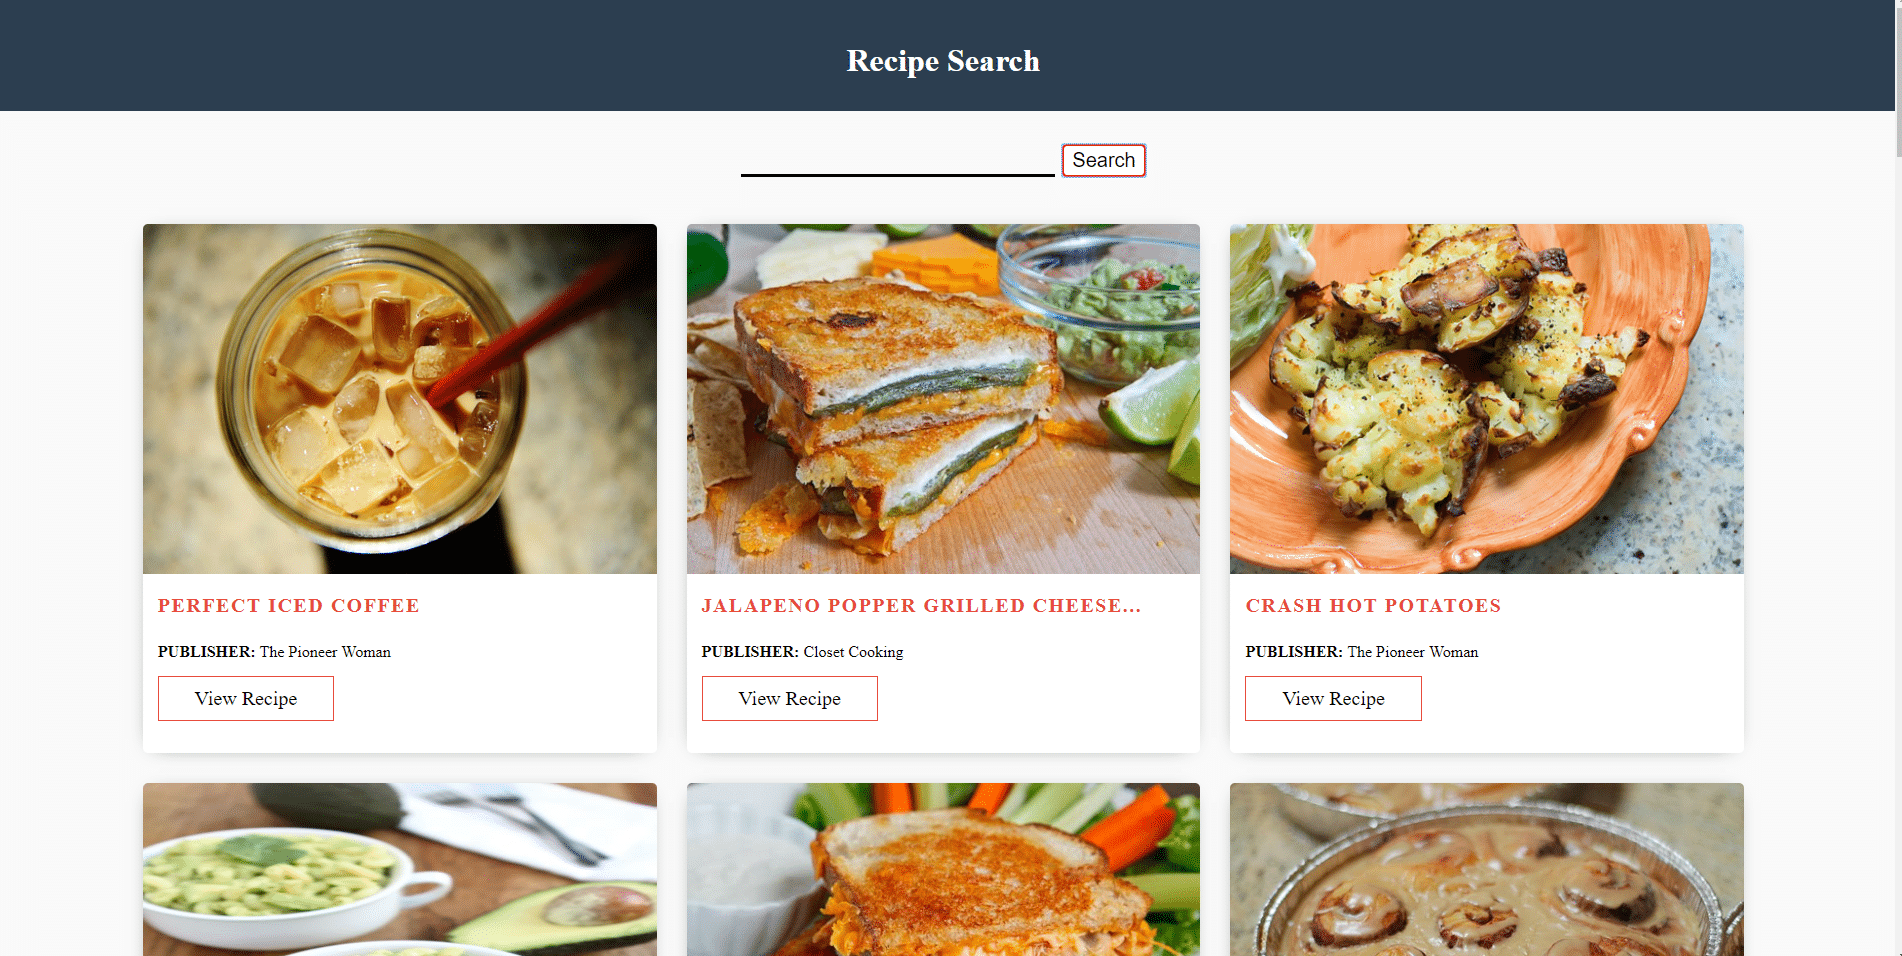 Recipe Search
Search
PERFECT ICED COFFEE
PUBLISHER: The Pioneer Woman
View Recipe
JALAPENO POPPER GRILLED CHEESE...
PUBLISHER: Closet Cooking
View Recipe
CRASH HOT POTATOES
PUBLISHER: The Pioneer Woman
View Recipe